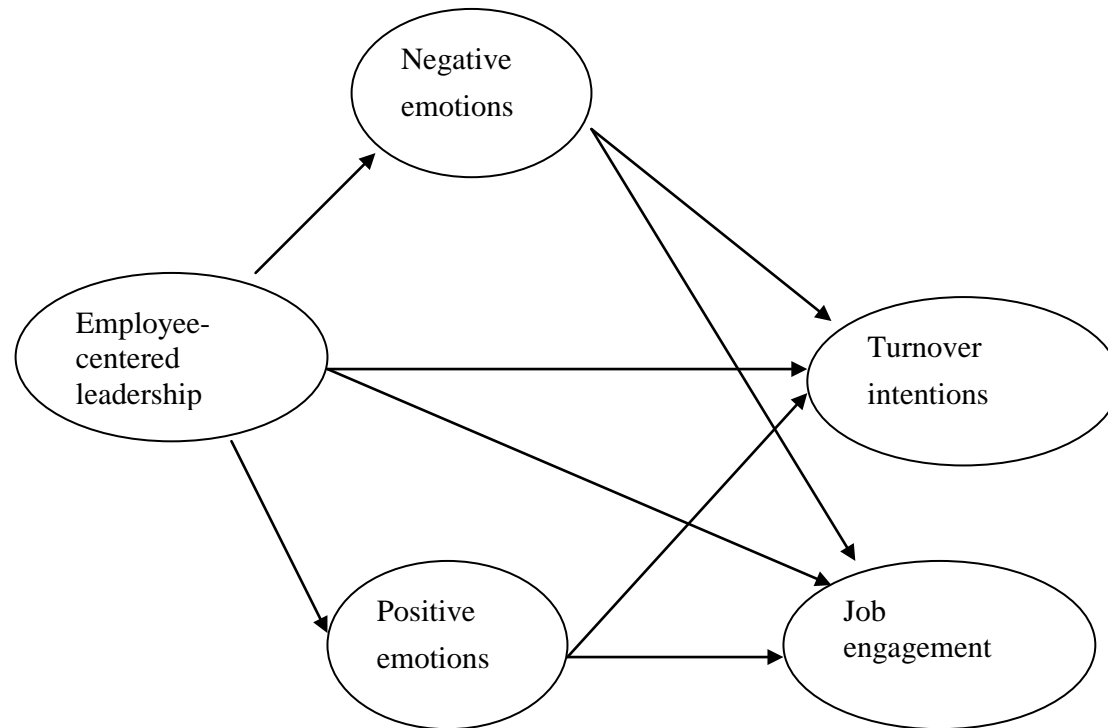 Negative
emotions
Employee-
centered
leadership
Turnover
intentions
Positive
emotions
Job
engagement